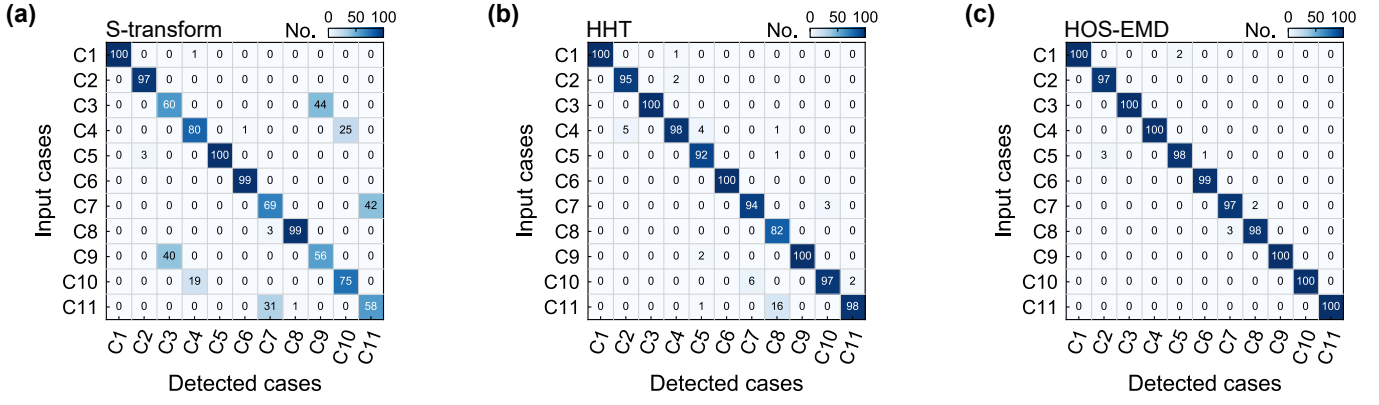 (a)
S-transform
No.
0 50 100
C1 100 0 0 1 0 0 0 0 0 0 0
C2 0 97 0 0 0 0 0 0 0 0 0
C3 0 0 60 0 0 0 0 0 44 0 0
C4 0 0 0 80 0 1 0 0 0 25 0
C5 0 3 0 0 100 0 0 0 0 0 0
C6 0 0 0 0 0 99 0 0 0 0 0
C7 0 0 0 0 0 0 69 0 0 0 42
C8 0 0 0 0 0 0 3 99 0 0 0
C9 0 0 40 0 0 0 0 0 56 0 0
C10 0 0 0 19 0 0 0 0 0 75 0
C11 0 0 0 0 0 0 31 1 0 0 58
C1 C2 C3 C4 C5 C6 C7 C8 C9 C10 C11
Input cases
Detected cases
(b)
HHT
No.
0 50 100
C1 100 0 0 1 0 0 0 0 0 0 0
C2 0 95 0 2 0 0 0 0 0 0 0
C3 0 0 100 0 0 0 0 0 0 0 0
C4 0 5 0 98 4 0 0 1 0 0 0
C5 0 0 0 0 92 0 0 1 0 0 0
C6 0 0 0 0 0 100 0 0 0 0 0
C7 0 0 0 0 0 0 94 0 0 3 0
C8 0 0 0 0 0 0 0 82 0 0 0
C9 0 0 0 0 2 0 0 0 100 0 0
C10 0 0 0 0 0 0 6 0 0 97 2
C11 0 0 0 0 1 0 0 16 0 0 98
C1 C2 C3 C4 C5 C6 C7 C8 C9 C10 C11
Input cases
Detected cases
(c)
HOS-EMD
No.
0 50 100
C1 100 0 0 0 2 0 0 0 0 0 0
C2 0 97 0 0 0 0 0 0 0 0 0
C3 0 0 100 0 0 0 0 0 0 0 0
C4 0 0 0 100 0 0 0 0 0 0 0
C5 0 3 0 0 98 1 0 0 0 0 0
C6 0 0 0 0 0 99 0 0 0 0 0
C7 0 0 0 0 0 0 97 2 0 0 0
C8 0 0 0 0 0 0 3 98 0 0 0
C9 0 0 0 0 0 0 0 0 100 0 0
C10 0 0 0 0 0 0 0 0 0 100 0
C11 0 0 0 0 0 0 0 0 0 0 100
C1 C2 C3 C4 C5 C6 C7 C8 C9 C10 C11
Input cases
Detected cases